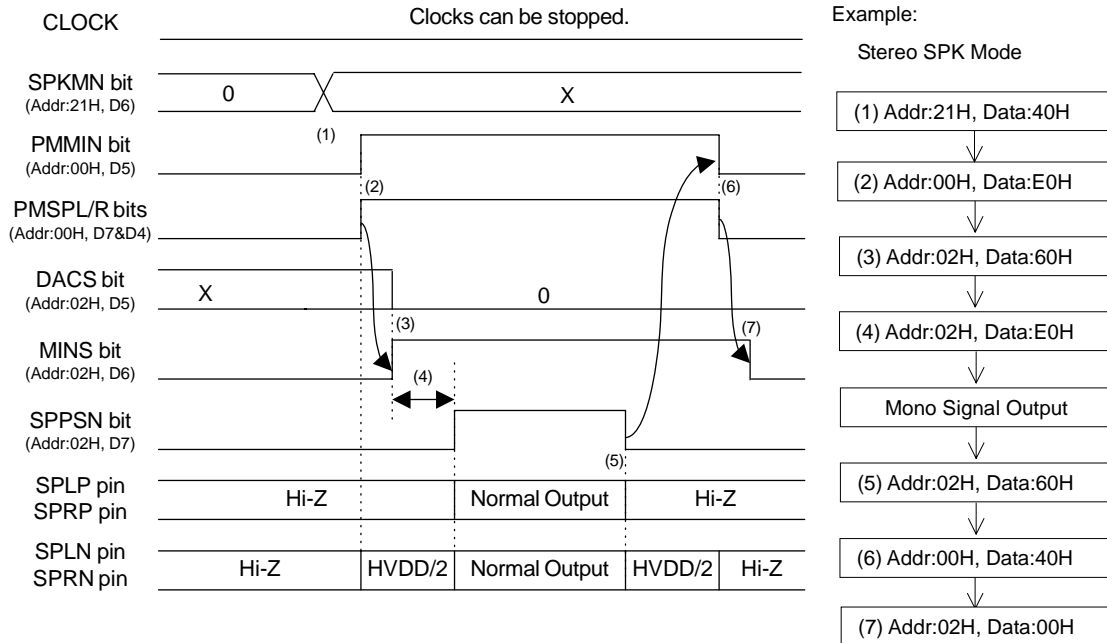 CLOCK
Clocks can be stopped.
SPKMN bit
(Addr:21H, D6)
0
X
(1)
PMMIN bit
(Addr:00H, D5)
(2)
(6)
PMSPL/R bits
(Addr:00H, D7&D4)
DACS bit
(Addr:02H, D5)
X
0
(3)
(7)
MINS bit
(Addr:02H, D6)
(4)
SPPSN bit
(Addr:02H, D7)
(5)
SPLP pin
SPRP pin
Hi-Z
Normal Output
Hi-Z
SPLN pin
SPRN pin
Hi-Z
HVDD/2
Normal Output
HVDD/2
Hi-Z
Example:
Stereo SPK Mode
(1) Addr:21H, Data:40H
(2) Addr:00H, Data:E0H
(3) Addr:02H, Data:60H
(4) Addr:02H, Data:E0H
Mono Signal Output
(5) Addr:02H, Data:60H
(6) Addr:00H, Data:40H
(7) Addr:02H, Data:00H